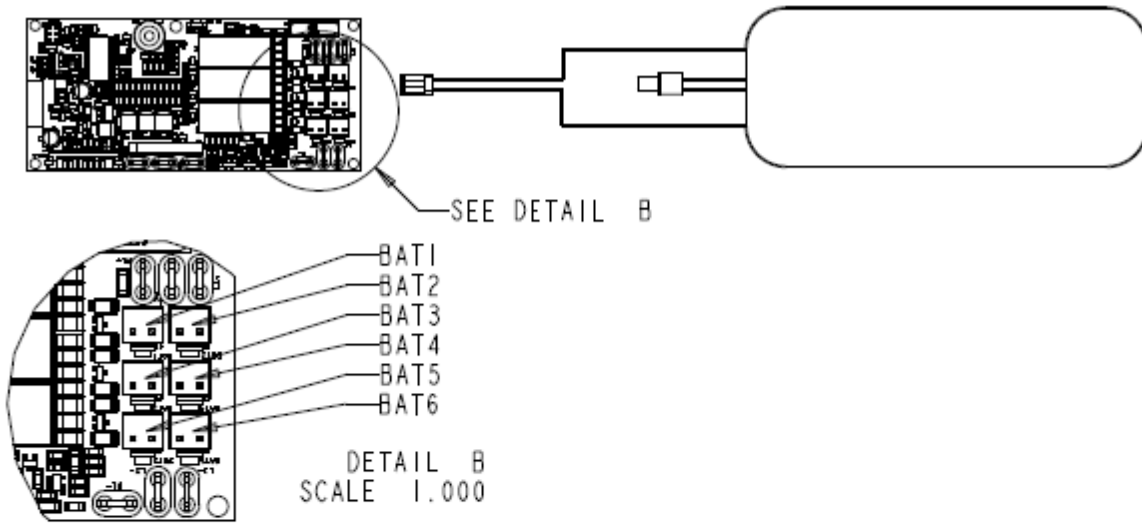 SEE DETAIL B
BAT1
BAT2
BAT3
BAT4
BAT5
BAT6
DETAIL B
SCALE 1.000